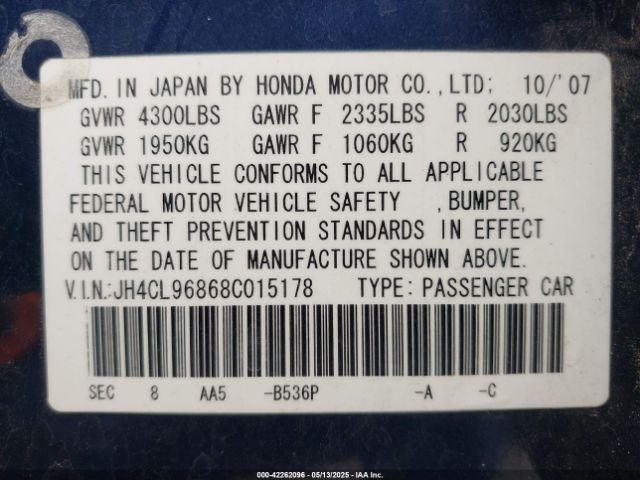 MFD. IN JAPAN BY HONDA MOTOR CO.,LTD; 10/'07
GVWR 4300LBS GAWR F 2335LBS R 2030LBS
GVWR 1950KG GAWR F 1060KG R 920KG
THIS VEHICLE CONFORMS TO ALL APPLICABLE
FEDERAL MOTOR VEHICLE SAFETY ,BUMPER,
AND THEFT PREVENTION STANDARDS IN EFFECT
ON THE DATE OF MANUFACTURE SHOWN ABOVE.
V.I.N:JH4CL96868C015178 TYPE: PASSENGER CAR
SEC 8 AA5 -B536P -A -C
000-42262096 - 05/13/2025 - IAA Inc.